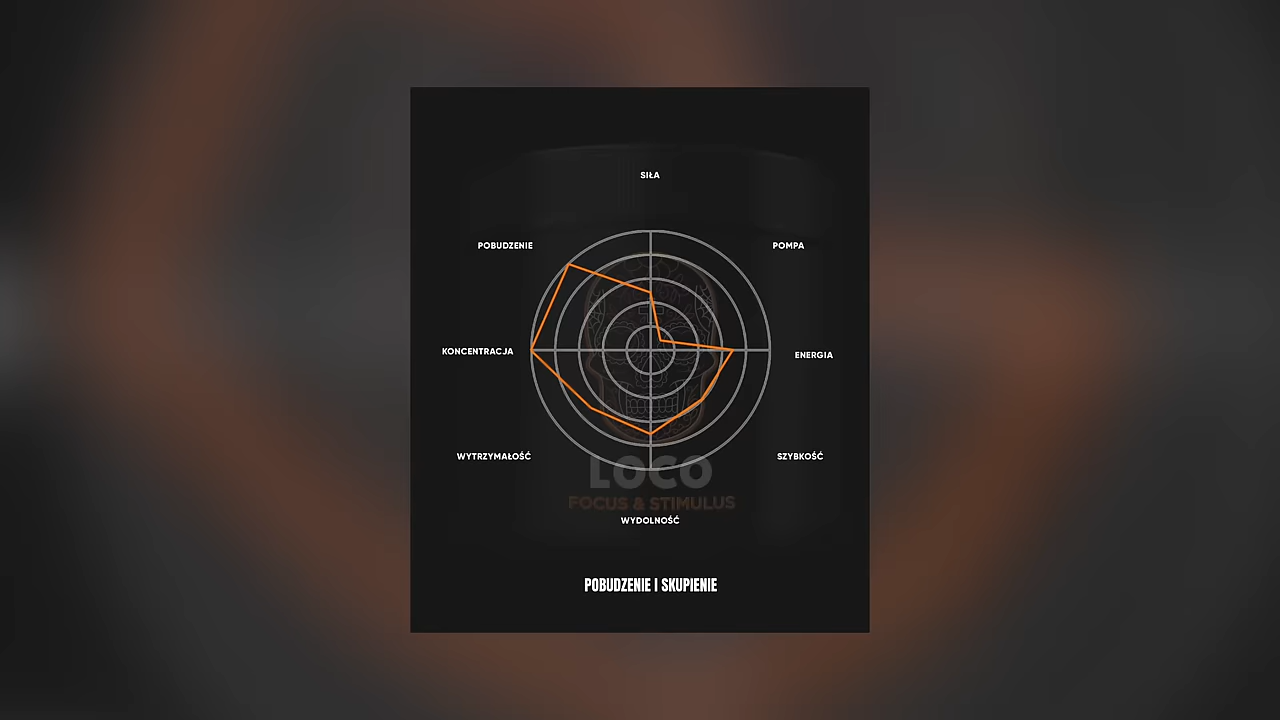 SIŁA
POBUDZENIE
POMPA
KONCENTRACJA
ENERGIA
WYTRZYMAŁOŚĆ
SZYBKOŚĆ
LOCO
FOCUS & STIMULUS
WYDOLNOŚĆ
POBUDZENIE I SKUPIENIE